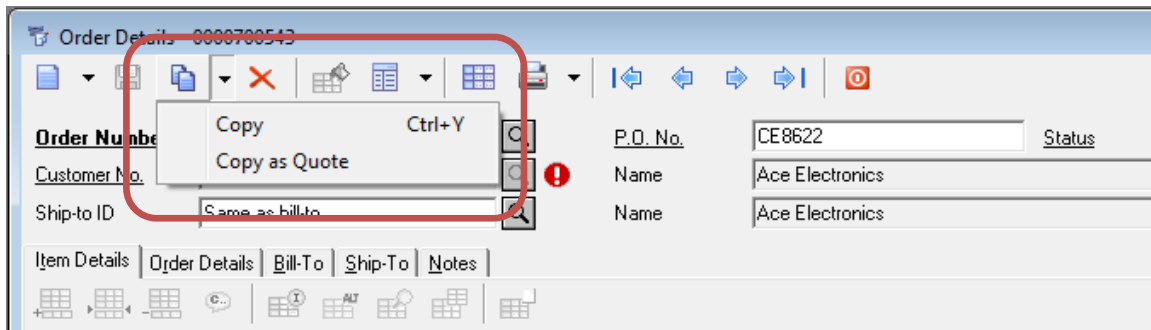 Order Details - 0000700543
Copy Ctrl+Y
Copy as Quote
Order Numbe
P.O. No. CE8622 Status
Customer No. Name Ace Electronics
Ship-to ID Same as bill-to Name Ace Electronics
Item Details Order Details Bill-To Ship-To Notes
C.. I ALT